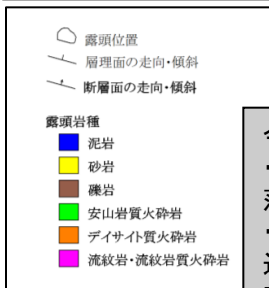 露頭位置
層理面の走向・傾斜
断層面の走向・傾斜
露頭岩種
泥岩
砂岩
礫岩
安山岩質火砕岩
デイサイト質火砕岩
流紋岩・流紋岩質火砕岩